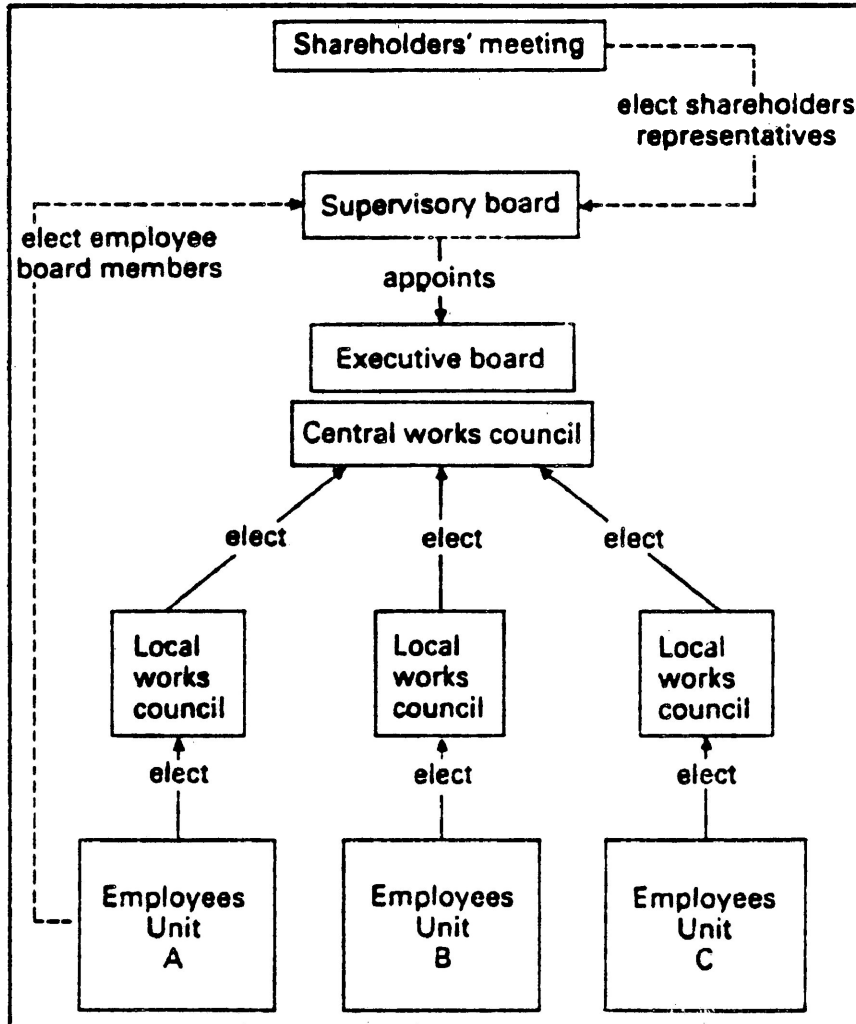 Shareholders' meeting
elect shareholders
representatives
Supervisory board
elect employee
board members
appoints
Executive board
Central works council
elect
elect
elect
Local
works
council
Local
works
council
Local
works
council
elect
elect
elect
Employees
Unit
A
Employees
Unit
B
Employees
Unit
C